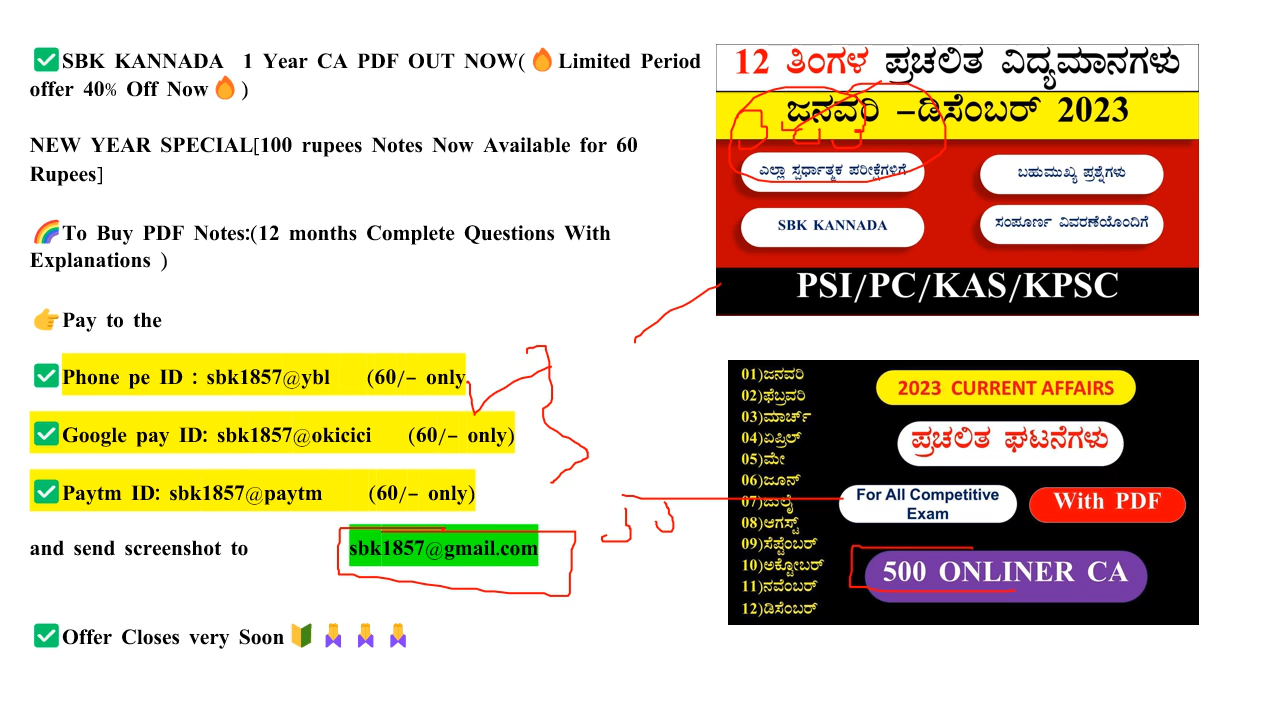 ✅SBK KANNADA 1 Year CA PDF OUT NOW(🔥Limited Period
offer 40% Off Now🔥)
NEW YEAR SPECIAL[100 rupees Notes Now Available for 60
Rupees]
🌈To Buy PDF Notes:(12 months Complete Questions With
Explanations )
👉Pay to the
✅Phone pe ID : sbk1857@ybl (60/- only
✅Google pay ID: sbk1857@okicici (60/- only)
✅Paytm ID: sbk1857@paytm (60/- only)
and send screenshot to sbk1857@gmail.com
✅Offer Closes very Soon🔰
12 ತಿಂಗಳ ಪ್ರಚಲಿತ ವಿದ್ಯಮಾನಗಳು
ಜನವರಿ -ಡಿಸೆಂಬರ್ 2023
ಎಲ್ಲಾ ಸ್ಪರ್ಧಾತ್ಮಕ ಪರೀಕ್ಷೆಗಳಿಗೆ
ಬಹುಮುಖ್ಯ ಪ್ರಶ್ನೆಗಳು
SBK KANNADA
ಸಂಪೂರ್ಣ ವಿವರಣೆಯೊಂದಿಗೆ
PSI/PC/KAS/KPSC
01)ಜನವರಿ
02)ಫೆಬ್ರವರಿ
03)ಮಾರ್ಚ್
04)ಏಪ್ರಿಲ್
05)ಮೇ
06)ಜೂನ್
07)ಜುಲೈ
08)ಆಗಸ್ಟ್
09)ಸೆಪ್ಟೆಂಬರ್
10)ಅಕ್ಟೋಬರ್
11)ನವೆಂಬರ್
12)ಡಿಸೆಂಬರ್
2023 CURRENT AFFAIRS
ಪ್ರಚಲಿತ ಘಟನೆಗಳು
For All Competitive
Exam
With PDF
500 ONLINER CA